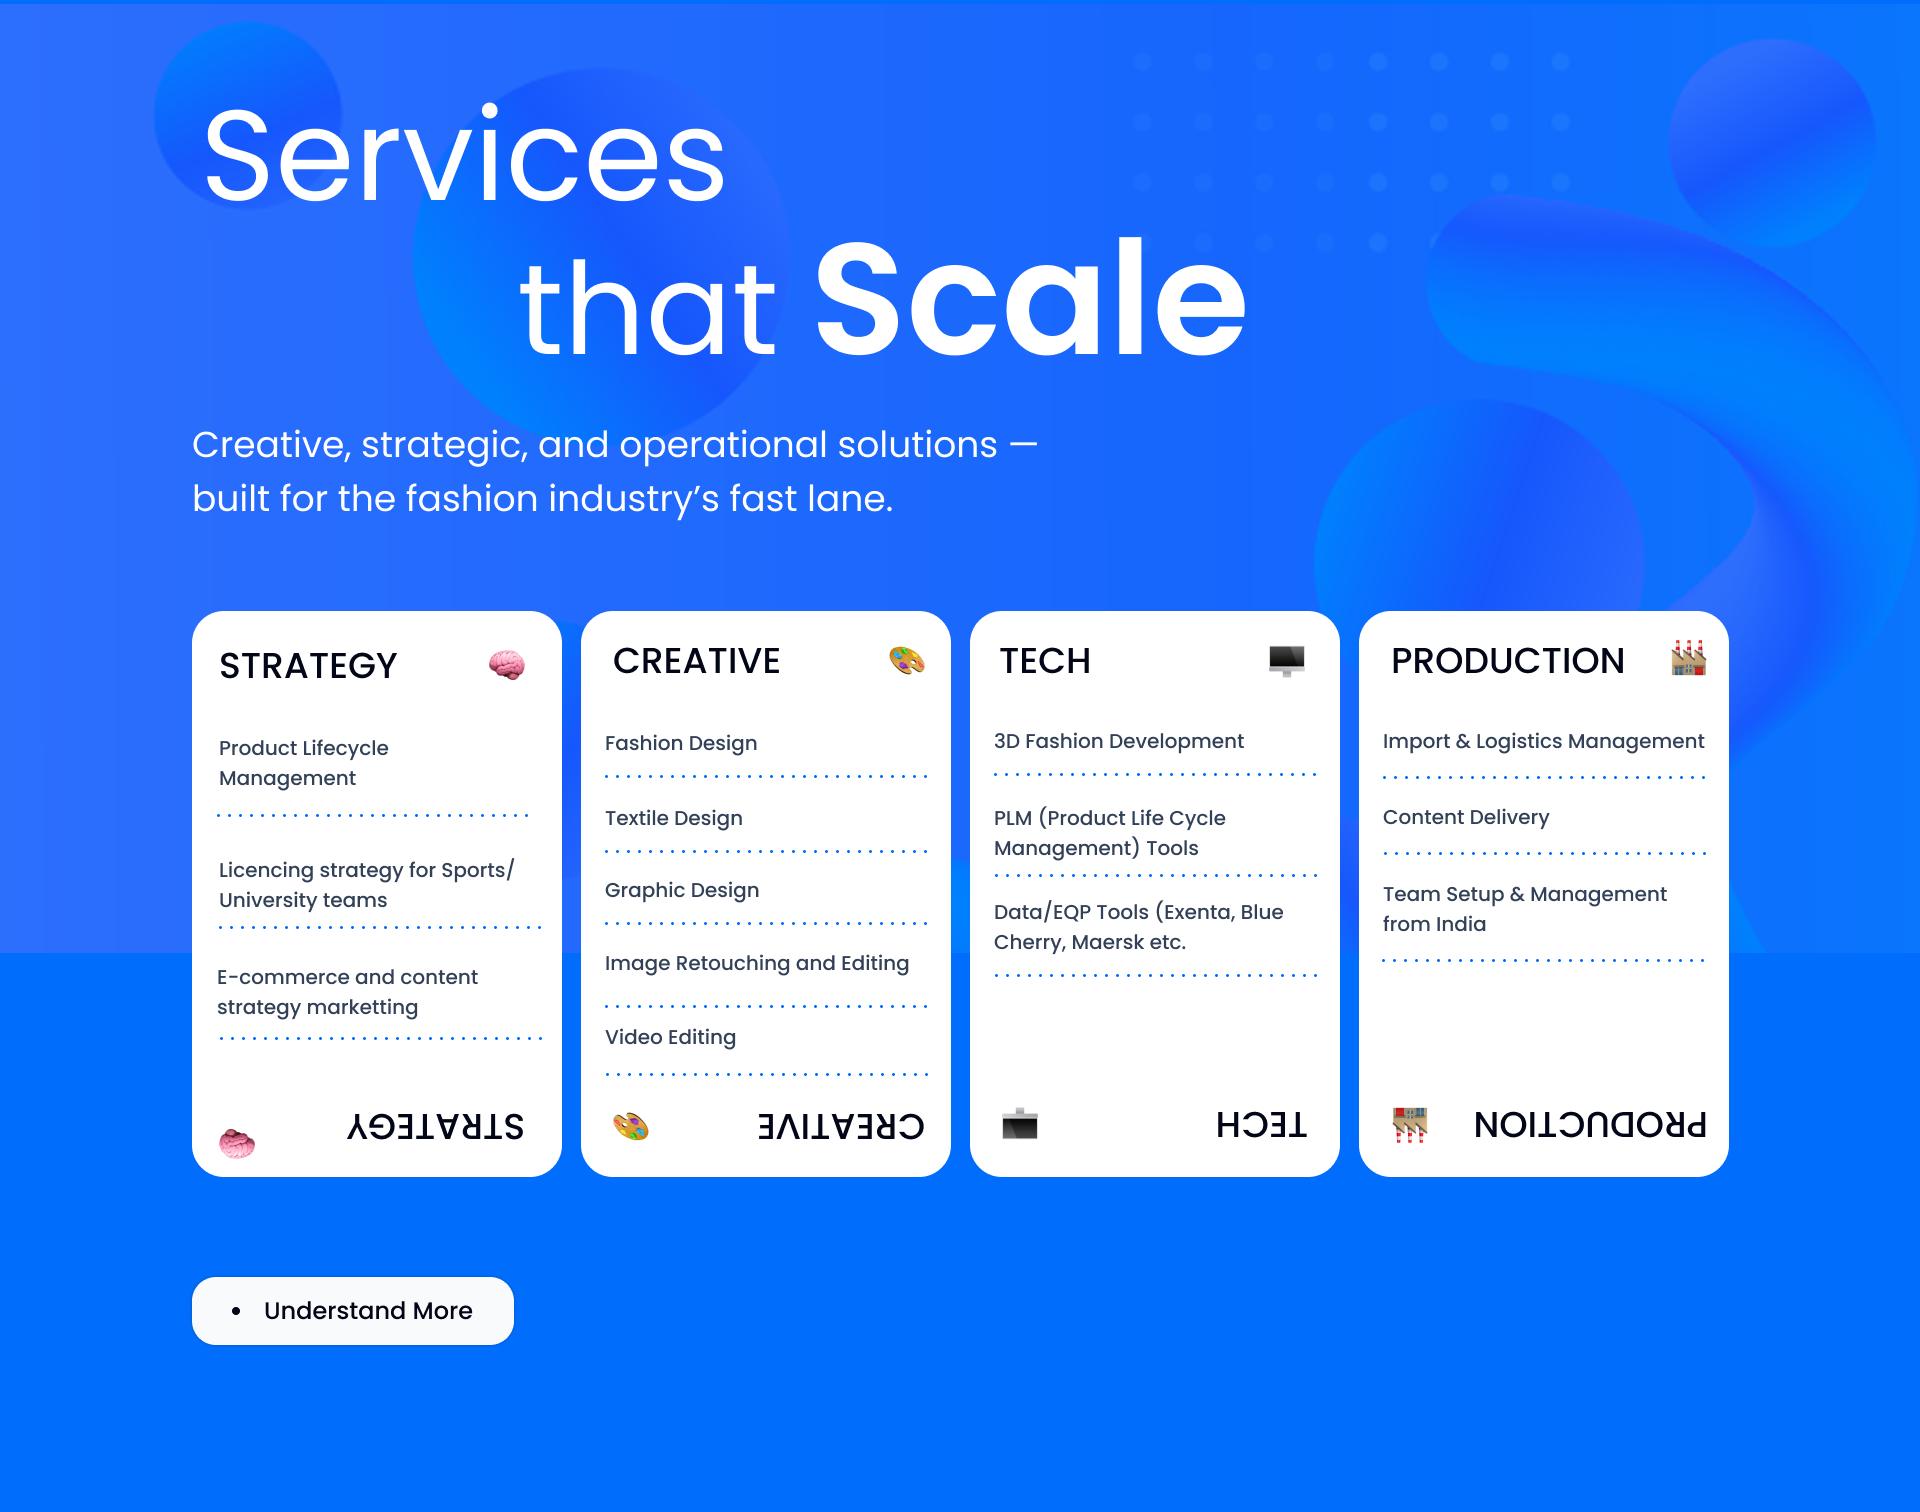 Services
that Scale
Creative, strategic, and operational solutions —
built for the fashion industry’s fast lane.
STRATEGY
Product Lifecycle
Management
Licencing strategy for Sports/
University teams
E-commerce and content
strategy marketting
STRATEGY
CREATIVE
Fashion Design
Textile Design
Graphic Design
Image Retouching and Editing
Video Editing
CREATIVE
TECH
3D Fashion Development
PLM (Product Life Cycle
Management) Tools
Data/EQP Tools (Exenta, Blue
Cherry, Maersk etc.
TECH
PRODUCTION
Import & Logistics Management
Content Delivery
Team Setup & Management
from India
PRODUCTION
• Understand More